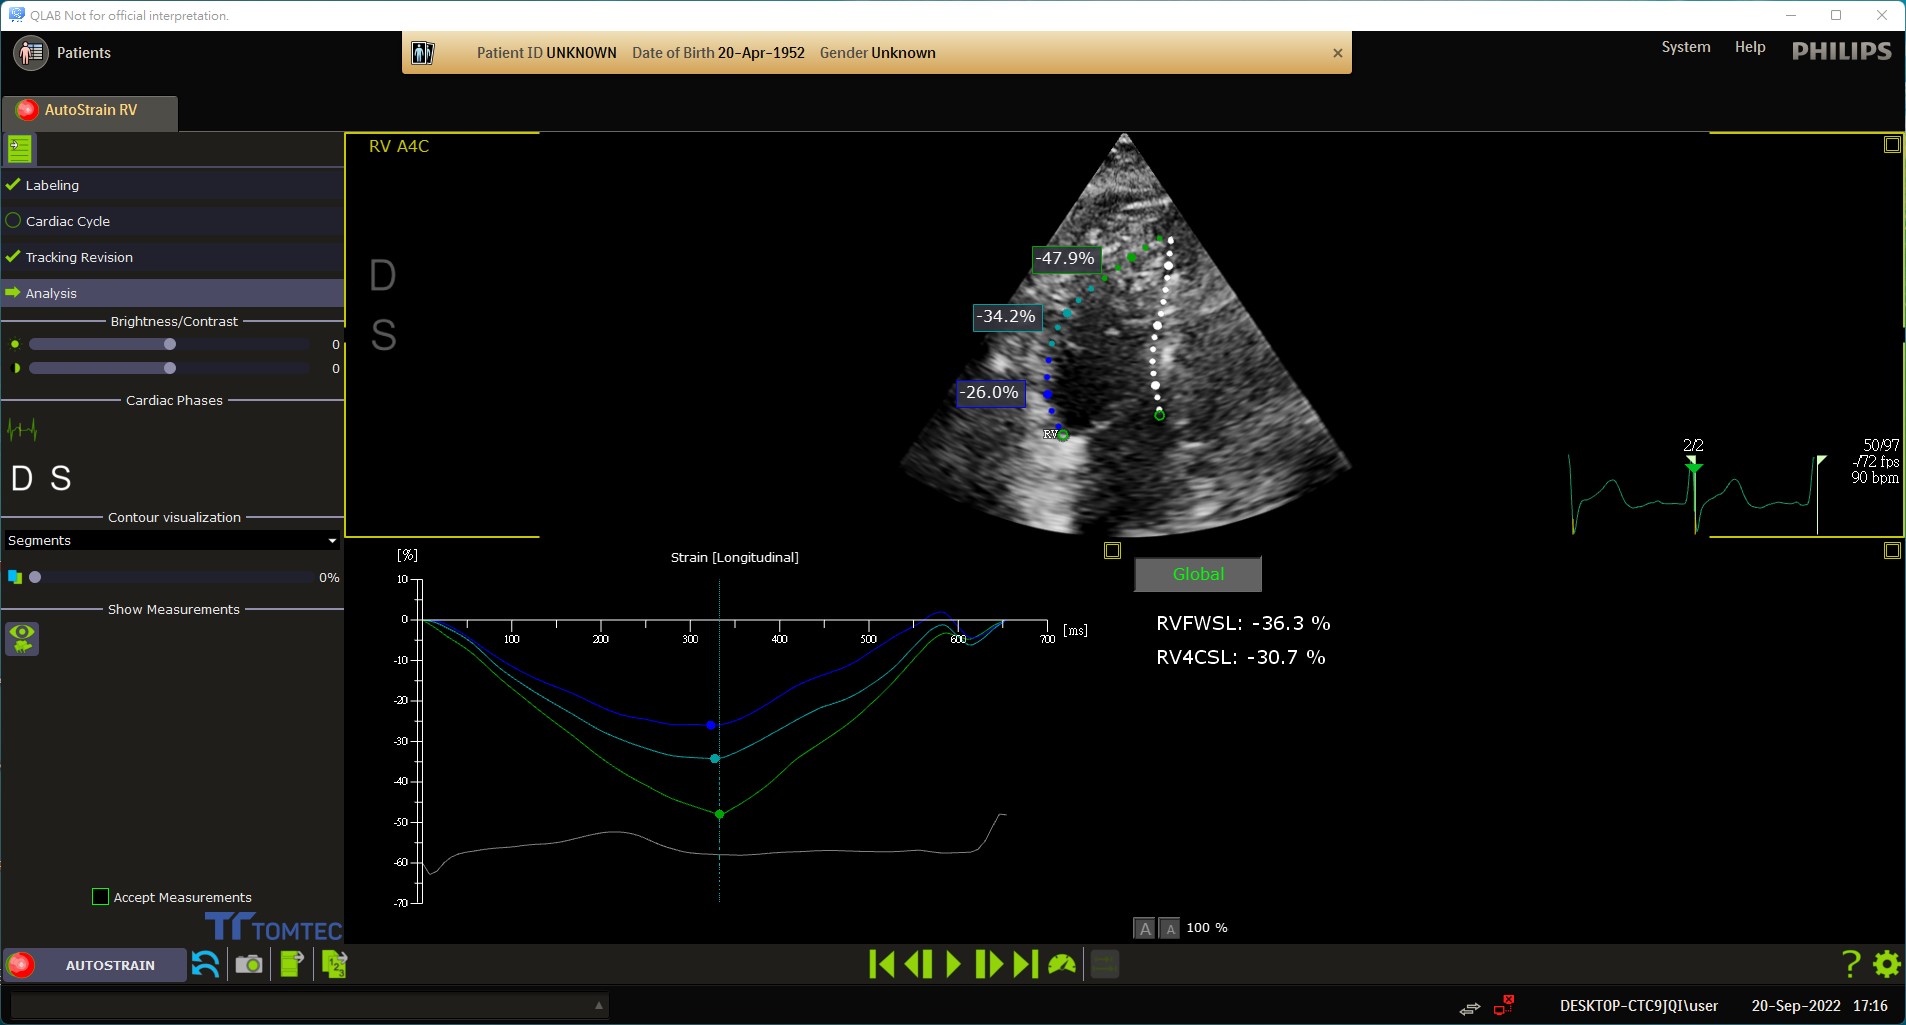 QLAB Not for official interpretation.
Patients
Patient ID UNKNOWN Date of Birth 20-Apr-1952 Gender Unknown
System Help PHILIPS
AutoStrain RV
Labeling
Cardiac Cycle
Tracking Revision
Analysis
Brightness/Contrast
0
0
Cardiac Phases
D S
Contour visualization
Segments
0%
Show Measurements
Accept Measurements
TOMTEC
RV A4C
D
S
-47.9%
-34.2%
-26.0%
RV
2/2
50/97
-/72 fps
90 bpm
[%]
Strain [Longitudinal]
10
0
-10
-20
-30
-40
-50
-60
-70
100 200 300 400 500 600 700 [ms]
Global
RVFWSL: -36.3 %
RV4CSL: -30.7 %
A A 100 %
AUTOSTRAIN
1 2 3
?
DESKTOP-CTC9JQI\user 20-Sep-2022 17:16